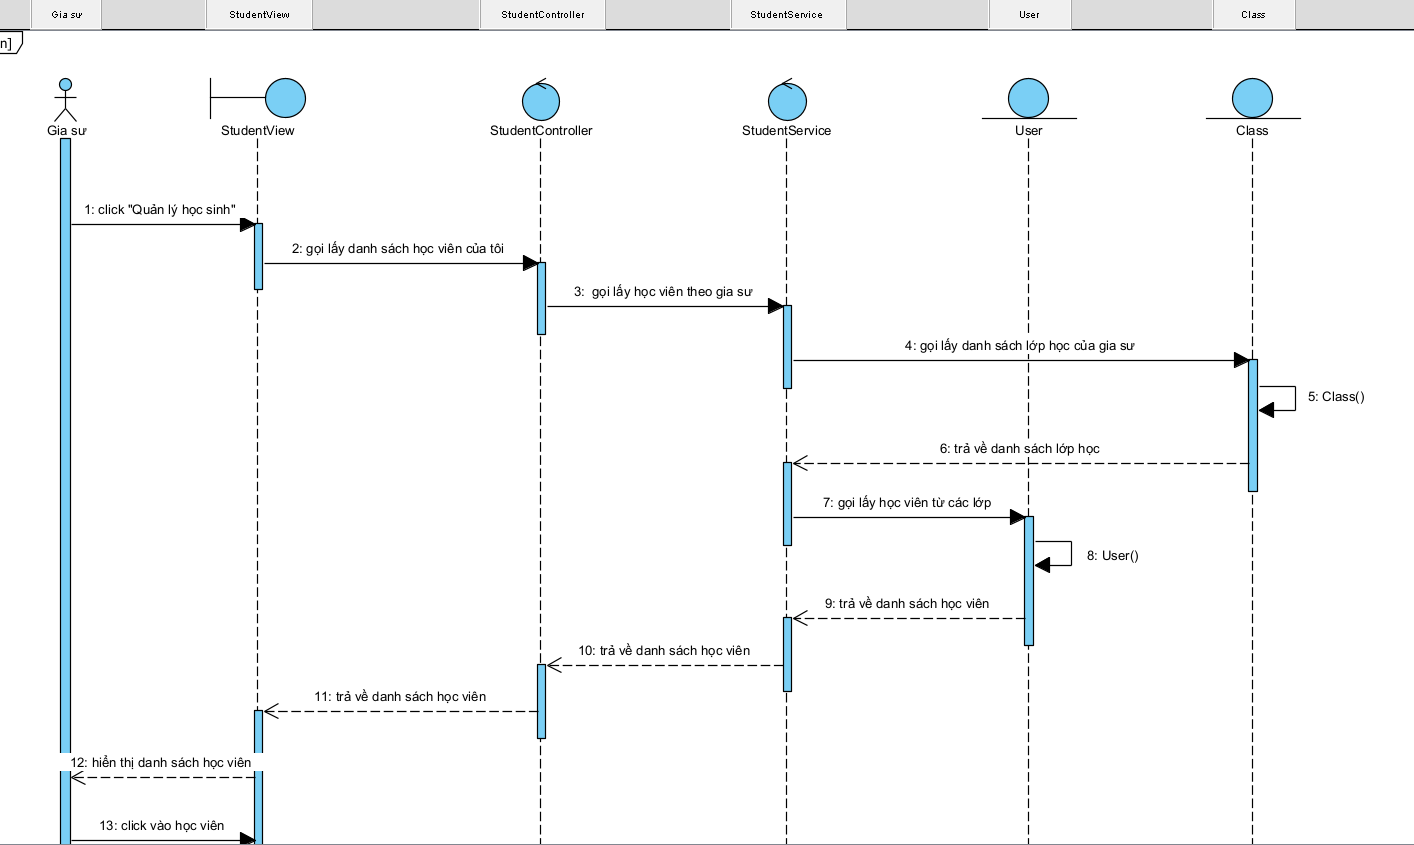 Gia sư StudentView StudentController StudentService User Class
n]
Gia sư StudentView StudentController StudentService User Class
1: click "Quản lý học sinh"
2: gọi lấy danh sách học viên của tôi
3: gọi lấy học viên theo gia sư
4: gọi lấy danh sách lớp học của gia sư
5: Class()
6: trả về danh sách lớp học
7: gọi lấy học viên từ các lớp
8: User()
9: trả về danh sách học viên
10: trả về danh sách học viên
11: trả về danh sách học viên
12: hiển thị danh sách học viên
13: click vào học viên